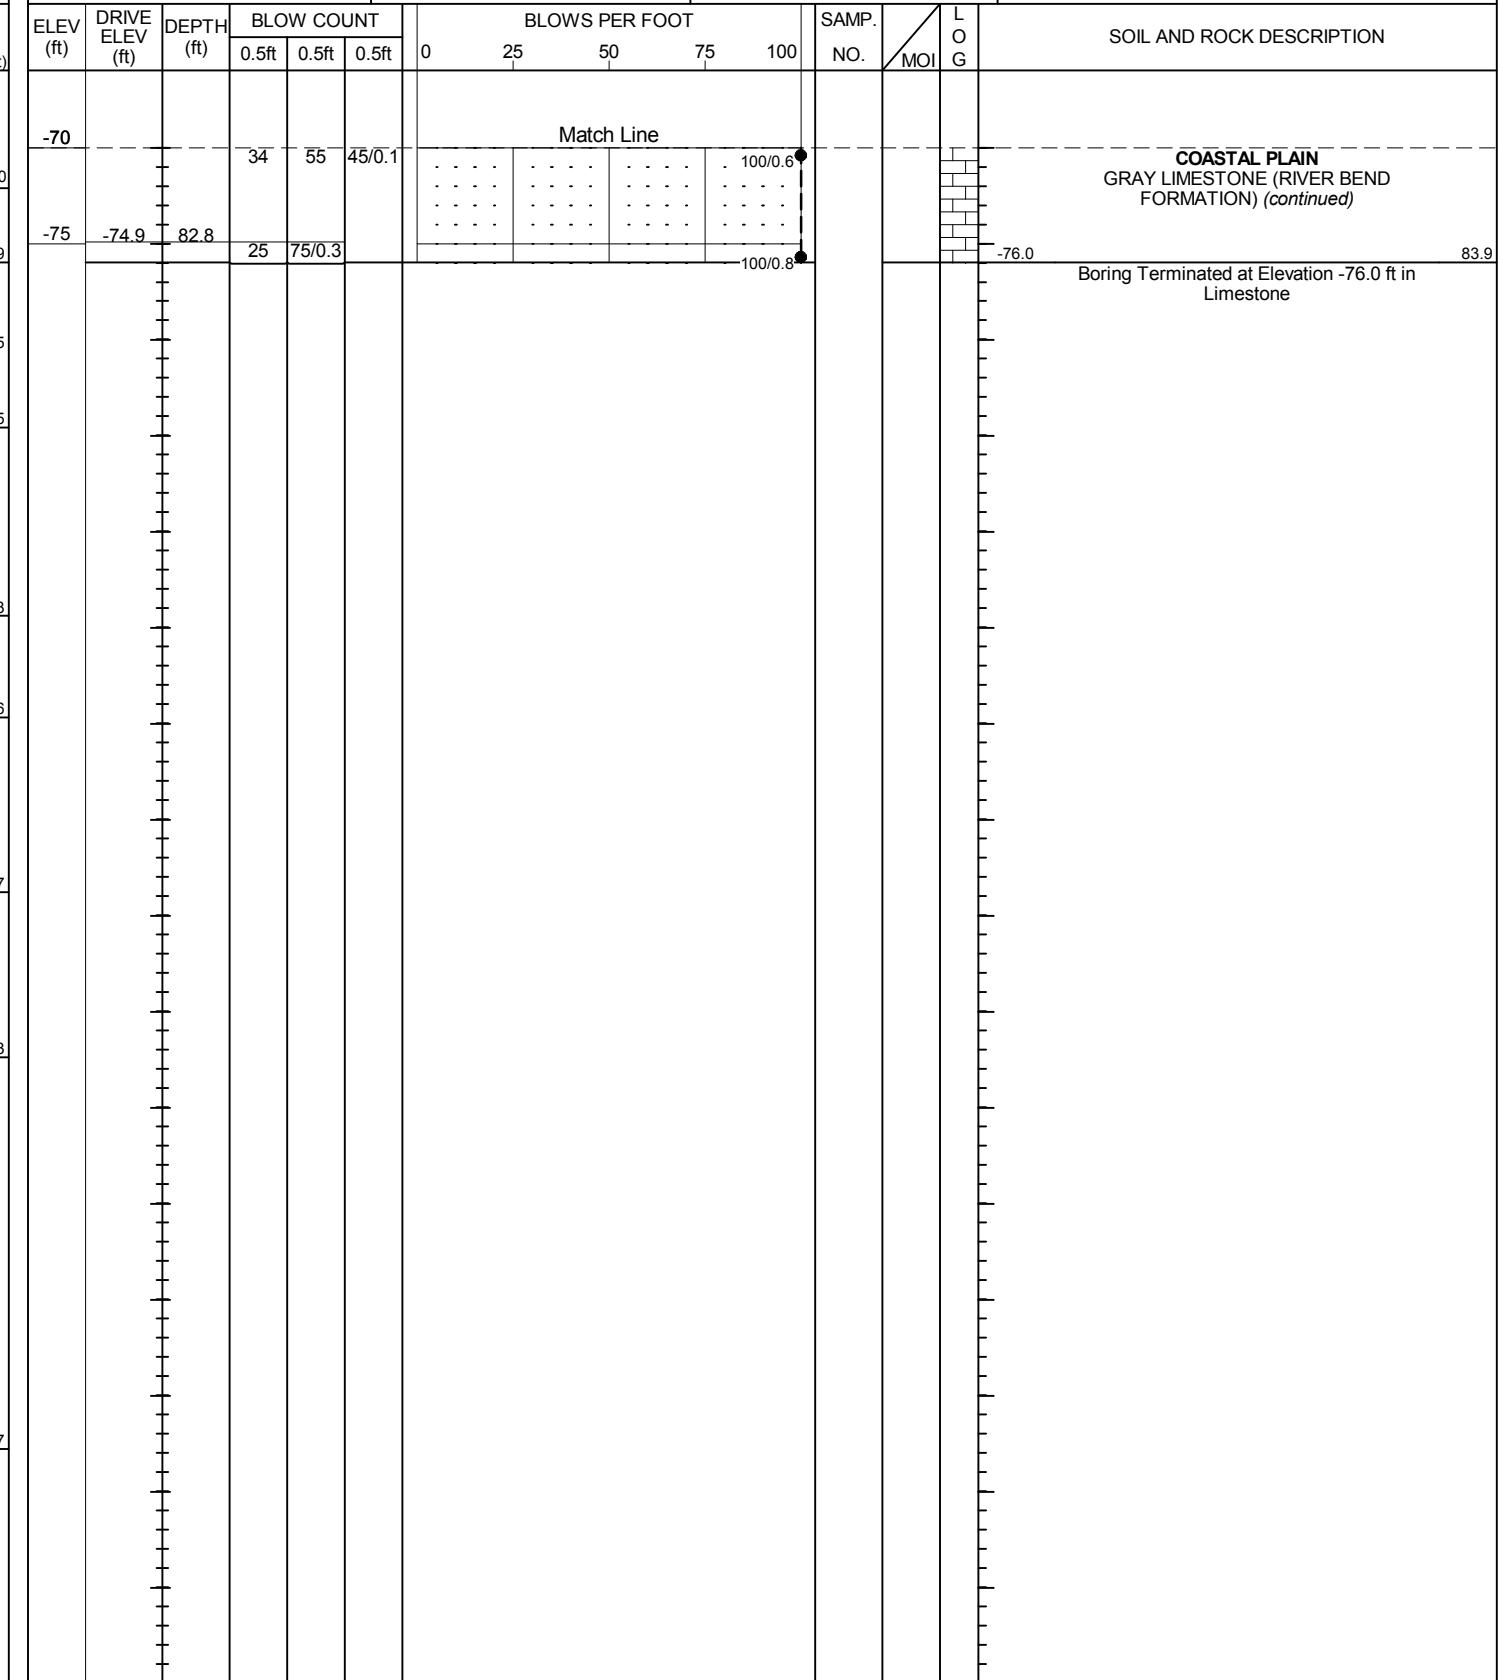 ELEV (ft) DRIVE ELEV (ft) DEPTH (ft) BLOW COUNT BLOWS PER FOOT SAMP. NO. MOI L O G SOIL AND ROCK DESCRIPTION
0.5ft 0.5ft 0.5ft 0 25 50 75 100
-70 Match Line
34 55 45/0.1 100/0.6 COASTAL PLAIN
GRAY LIMESTONE (RIVER BEND
FORMATION) (continued)
-75 -74.9 82.8
25 75/0.3 100/0.8 -76.0 83.9
Boring Terminated at Elevation -76.0 ft in
Limestone